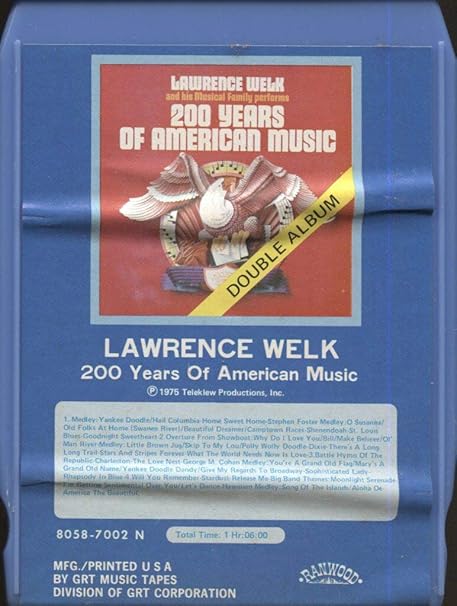 LAWRENCE WELK
and his Musical Family performs
200 YEARS
OF AMERICAN MUSIC
DOUBLE ALBUM
LAWRENCE WELK
200 Years Of American Music
Ⓟ 1975 Teleklew Productions, Inc.
1. Medley: Yankee Doodle/Hail Columbia-Home Sweet Home-Stephen Foster Medley: O Susanna/
Old Folks At Home (Swanee River)/Beautiful Dreamer/Camptown Races-Shenendoah-St. Louis
Blues-Goodnight Sweetheart 2. Overture From Showboat: Why Do I Love You/Bill/Make Believe/Ol'
Man River-Medley: Little Brown Jug/Skip To My Lou/Polly Wolly Doodle-Dixie-There's A Long
Long Trail-Stars And Stripes Forever-What The World Needs Now Is Love-3. Battle Hymn Of The
Republic-Charleston-The Love Nest-George M. Cohan Medley: You're A Grand Old Flag/Mary's A
Grand Old Name/Yankee Doodle Dandy/Give My Regards To Broadway-Sophisticated Lady-
Rhapsody In Blue 4. Will You Remember-Stardust-Release Me-Big Band Themes: Moonlight Serenade
I'm Getting Sentimental Over You/Let's Dance-Hawaiian Medley: Song Of The Islands/Aloha Oe-
America The Beautiful.
8058-7002 N
Total Time: 1 Hr:06:00
MFG./PRINTED U S A
BY GRT MUSIC TAPES
DIVISION OF GRT CORPORATION
RANWOOD